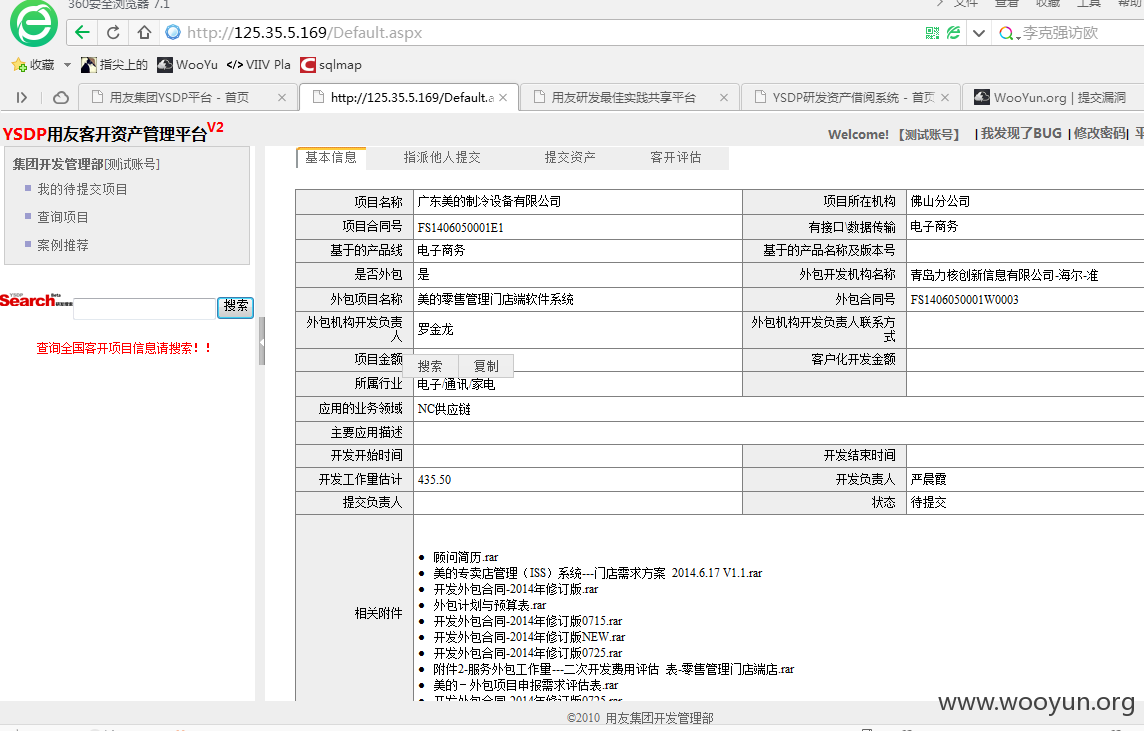 360安全浏览器 7.1
文件 查看 收藏 工具 帮助
http://125.35.5.169/Default.aspx
李克强访欧
收藏 指尖上的 WooYu </> VIIV Pla sqlmap
用友集团YSDP平台 - 首页 ×
http://125.35.5.169/Default.a ×
用友研发最佳实践共享平台 ×
YSDP研发资产借阅系统 - 首页 ×
WooYun.org | 提交漏洞
YSDP用友客开资产管理平台V2
Welcome! 【测试账号】 |我发现了BUG |修改密码|
集团开发管理部[测试账号]
我的待提交项目
查询项目
案例推荐
YSDP Search Beta
搜索
查询全国客开项目信息请搜索！！
基本信息 指派他人提交 提交资产 客开评估
项目名称 广东美的制冷设备有限公司 项目所在机构 佛山分公司
项目合同号 FS1406050001E1 有接口\数据传输 电子商务
基于的产品线 电子商务 基于的产品名称及版本号
是否外包 是 外包开发机构名称 青岛力核创新信息有限公司-海尔-准
外包项目名称 美的零售管理门店端软件系统 外包合同号 FS1406050001W0003
外包机构开发负责人 罗金龙 外包机构开发负责人联系方式
项目金额 客户化开发金额
搜索 复制
所属行业 电子/通讯/家电
应用的业务领域 NC供应链
主要应用描述
开发开始时间 开发结束时间
开发工作量估计 435.50 开发负责人 严晨霞
提交负责人 状态 待提交
相关附件
● 顾问简历.rar
● 美的专卖店管理（ISS）系统---门店需求方案 2014.6.17 V1.1.rar
● 开发外包合同-2014年修订版.rar
● 外包计划与预算表.rar
● 开发外包合同-2014年修订版0715.rar
● 开发外包合同-2014年修订版NEW.rar
● 开发外包合同-2014年修订版0725.rar
● 附件2-服务外包工作量---二次开发费用评估 表-零售管理门店端店.rar
● 美的－外包项目申报需求评估表.rar
● 开发外包合同-2014年修订版0725.rar
www.wooyun.org
©2010 用友集团开发管理部